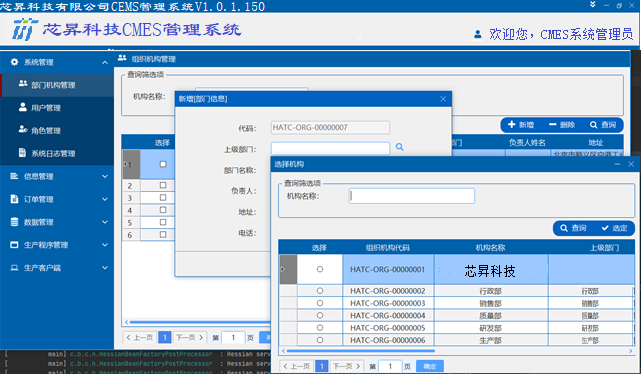 芯昇科技有限公司CEMS管理系统V1.0.1.150
芯昇科技CMES管理系统
欢迎您，CMES系统管理员
系统管理
部门机构管理
用户管理
角色管理
系统日志管理
信息管理
订单管理
数据管理
生产程序管理
生产客户端
组织机构管理
查询筛选项
机构名称：
新增 删除 查询
选择 部门 负责人姓名 地址
1
2
3
4
5
6
上一页 1 下一页 第 1 页
新增[部门信息]
代码： HATC-ORG-00000007
上级部门：
部门名称：
负责人：
地址：
电话：
选择机构
查询筛选项
机构名称：
查询 选定
选择 组织机构代码 机构名称 上级部门
HATC-ORG-00000001 芯昇科技
HATC-ORG-00000002 行政部 行政部
HATC-ORG-00000003 销售部 销售部
HATC-ORG-00000004 质量部 质量部
HATC-ORG-00000005 研发部 研发部
HATC-ORG-00000006 生产部 生产部
上一页 1 下一页 第 1 页 确定
[ main] c.b.c.h.HessianBeanFactoryPostProcessor : Hessian serv
[ main] c.b.c.h.HessianBeanFactoryPostProcessor : Hessian serv